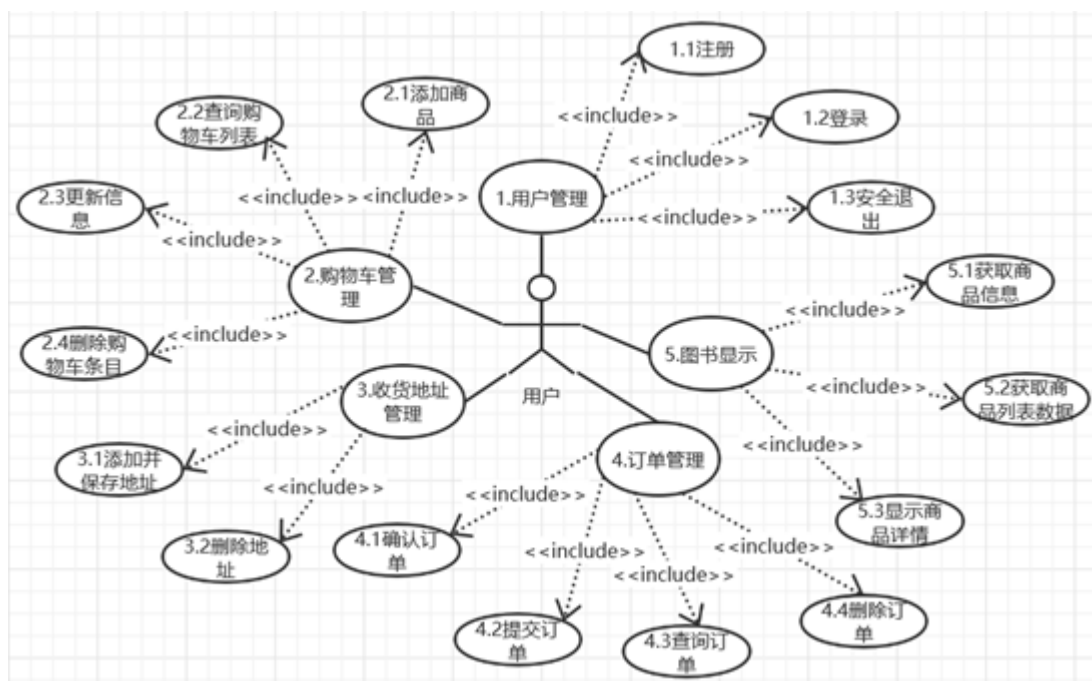 1.1注册
<<include>>
1.2登录
<<include>>
1.3安全退
出
<<include>>
1.用户管理
2.1添加商
品
2.2查询购
物车列表
<<include>>
<<include>>
2.3更新信
息
<<include>>
2.购物车管
理
2.4删除购
物车条目
<<include>>
5.1获取商
品信息
<<include>>
5.图书显示
5.2获取商
品列表数据
<<include>>
<<include>>
5.3显示商
品详情
用户
3.收货地址
管理
<<include>>
3.1添加并
保存地址
<<include>>
3.2删除地
址
4.订单管理
<<include>>
4.1确认订
单
<<include>>
4.2提交订
单
<<include>>
4.3查询订
单
<<include>>
4.4删除订
单